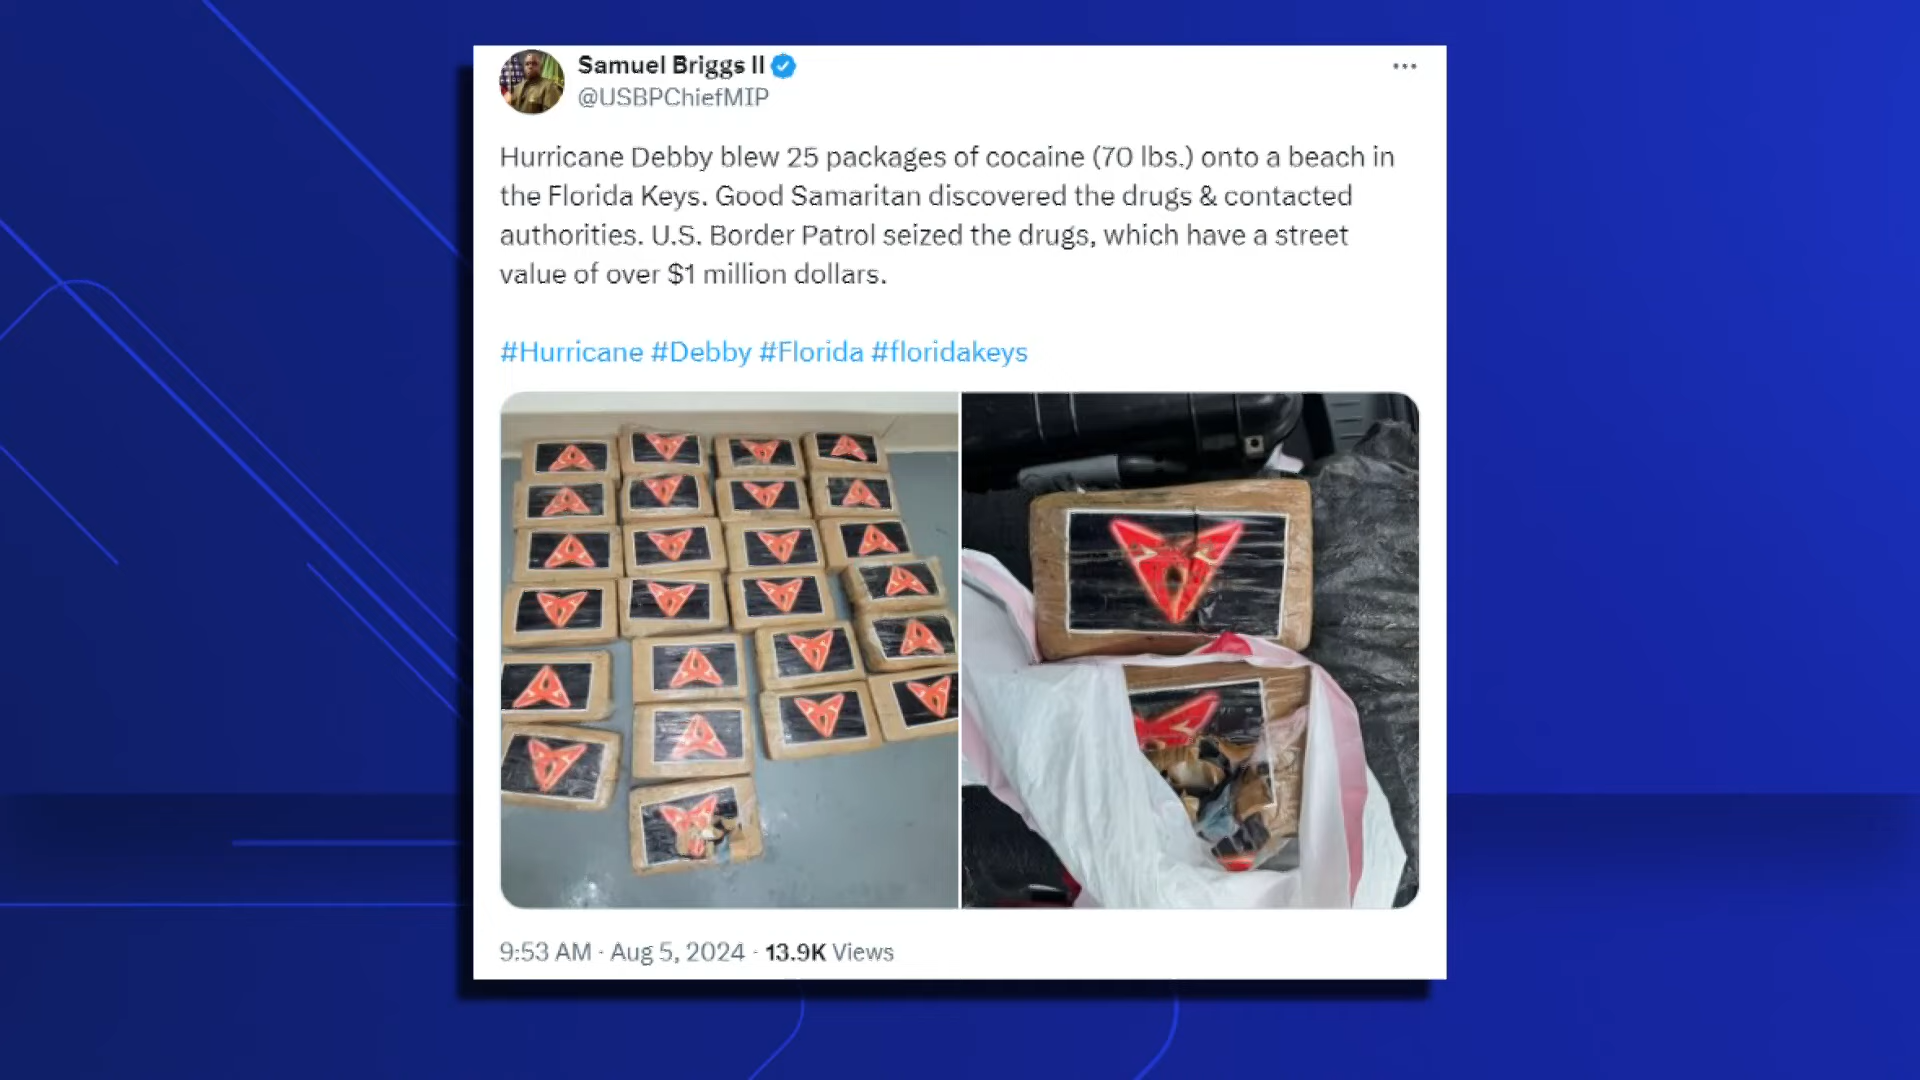 Samuel Briggs II
@USBPChiefMIP
Hurricane Debby blew 25 packages of cocaine (70 lbs.) onto a beach in
the Florida Keys. Good Samaritan discovered the drugs & contacted
authorities. U.S. Border Patrol seized the drugs, which have a street
value of over $1 million dollars.
#Hurricane #Debby #Florida #floridakeys
9:53 AM · Aug 5, 2024 · 13.9K Views